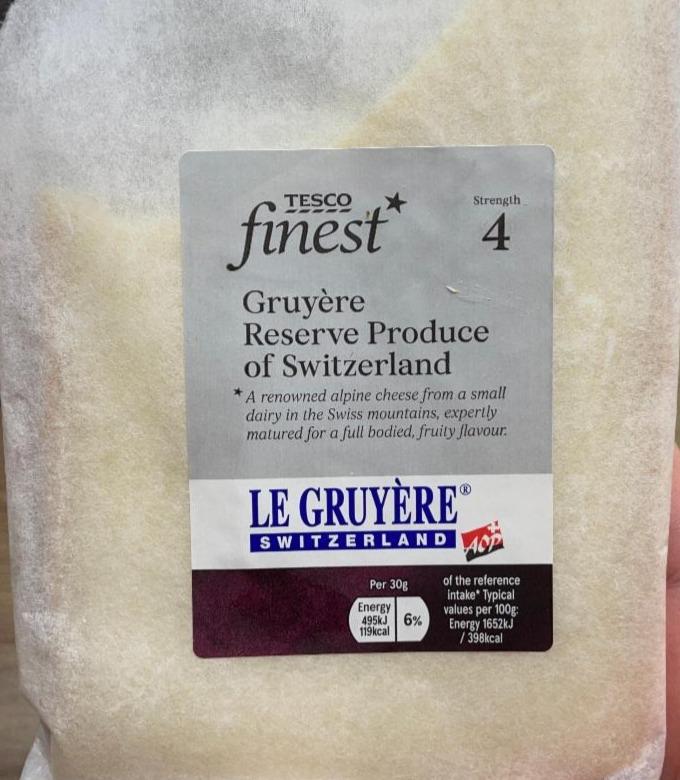 TESCO
finest*
Strength
4
Gruyère
Reserve Produce
of Switzerland
*A renowned alpine cheese from a small
dairy in the Swiss mountains, expertly
matured for a full bodied, fruity flavour.
LE GRUYÈRE®
SWITZERLAND
AOP
Per 30g
Energy
495kJ
119kcal
6%
of the reference
intake* Typical
values per 100g:
Energy 1652kJ
/ 398kcal